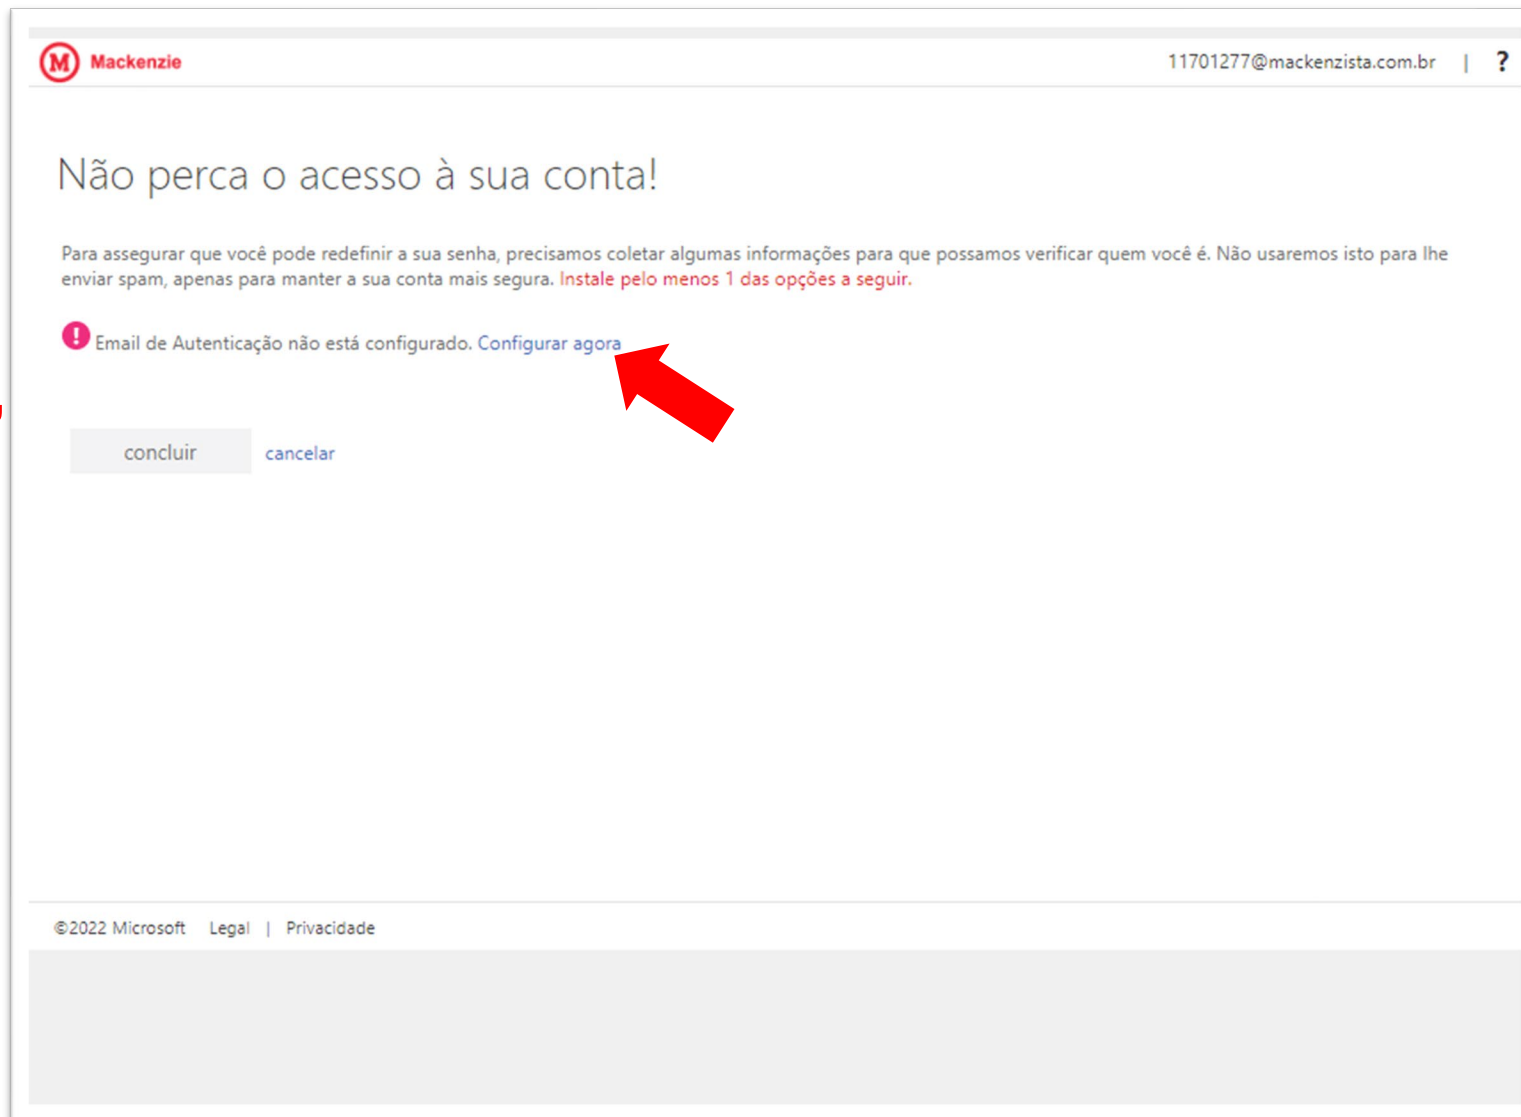 M Mackenzie
11701277@mackenzista.com.br | ?
Não perca o acesso à sua conta!
Para assegurar que você pode redefinir a sua senha, precisamos coletar algumas informações para que possamos verificar quem você é. Não usaremos isto para lhe
enviar spam, apenas para manter a sua conta mais segura. Instale pelo menos 1 das opções a seguir.
! Email de Autenticação não está configurado. Configurar agora
concluir cancelar
©2022 Microsoft Legal | Privacidade